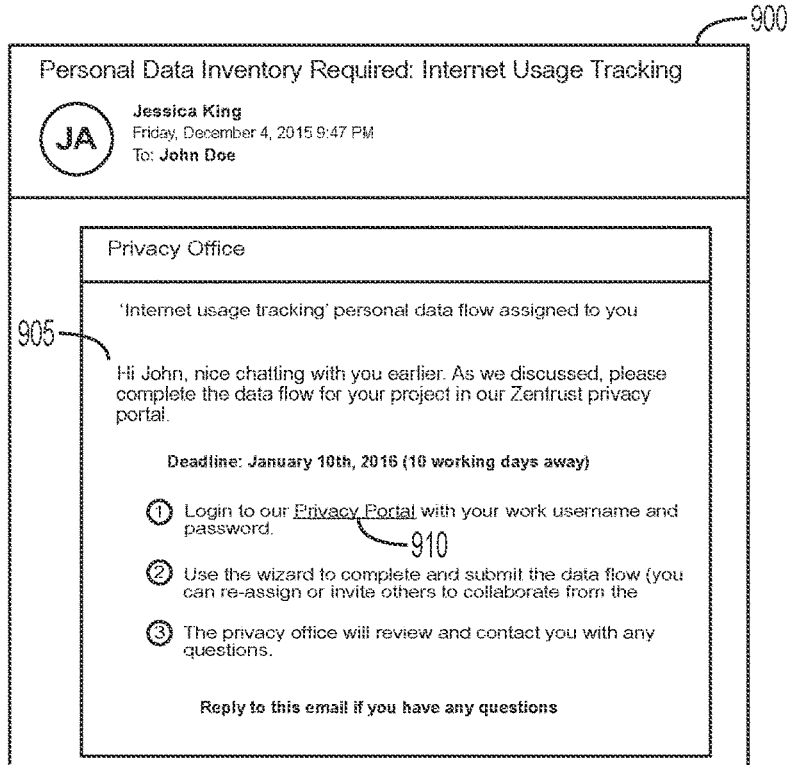 900
Personal Data Inventory Required: Internet Usage Tracking
JA
Jessica King
Friday, December 4, 2015 9:47 PM
To: John Doe
Privacy Office
'Internet usage tracking' personal data flow assigned to you
905
Hi John, nice chatting with you earlier. As we discussed, please
complete the data flow for your project in our Zentrust privacy
portal.
Deadline: January 10th, 2016 (10 working days away)
1 Login to our Privacy Portal with your work username and
password.
910
2 Use the wizard to complete and submit the data flow (you
can re-assign or invite others to collaborate from the
3 The privacy office will review and contact you with any
questions.
Reply to this email if you have any questions